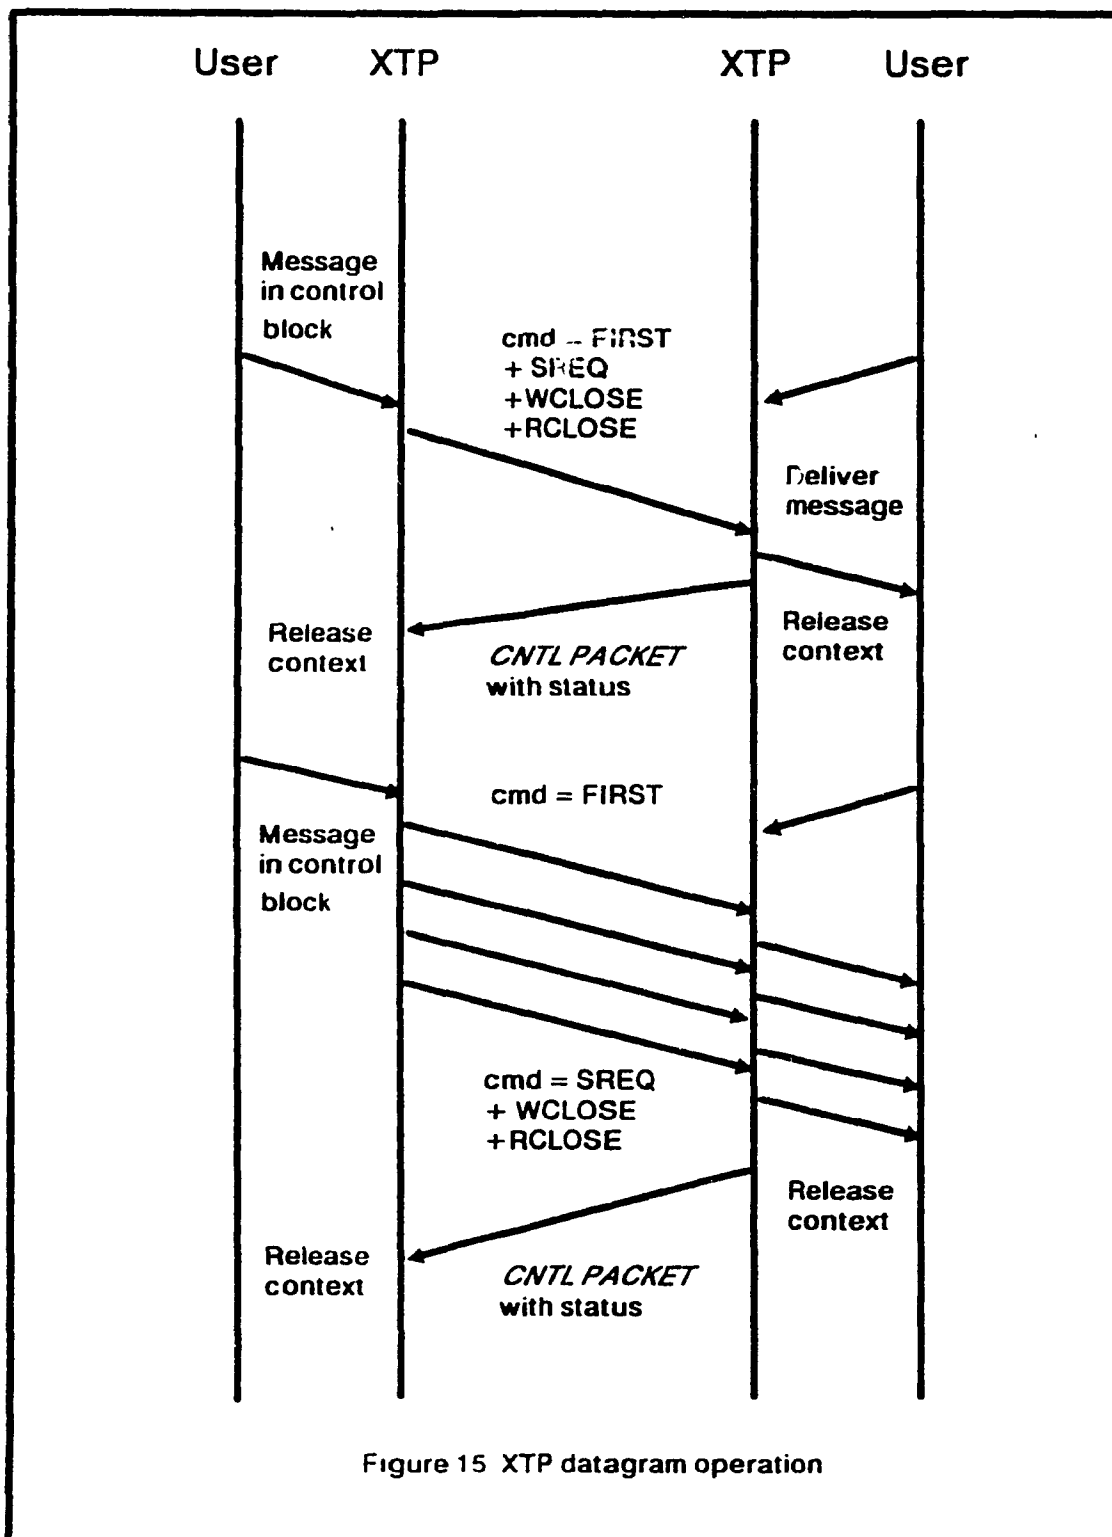 User XTP XTP User
Message
in control
block
cmd -- FIRST
+ SREQ
+WCLOSE
+RCLOSE
Deliver
message
Release
context
CNTL PACKET
with status
Release
context
cmd = FIRST
Message
in control
block
cmd = SREQ
+ WCLOSE
+RCLOSE
Release
context
Release
context
CNTL PACKET
with status
Figure 15 XTP datagram operation